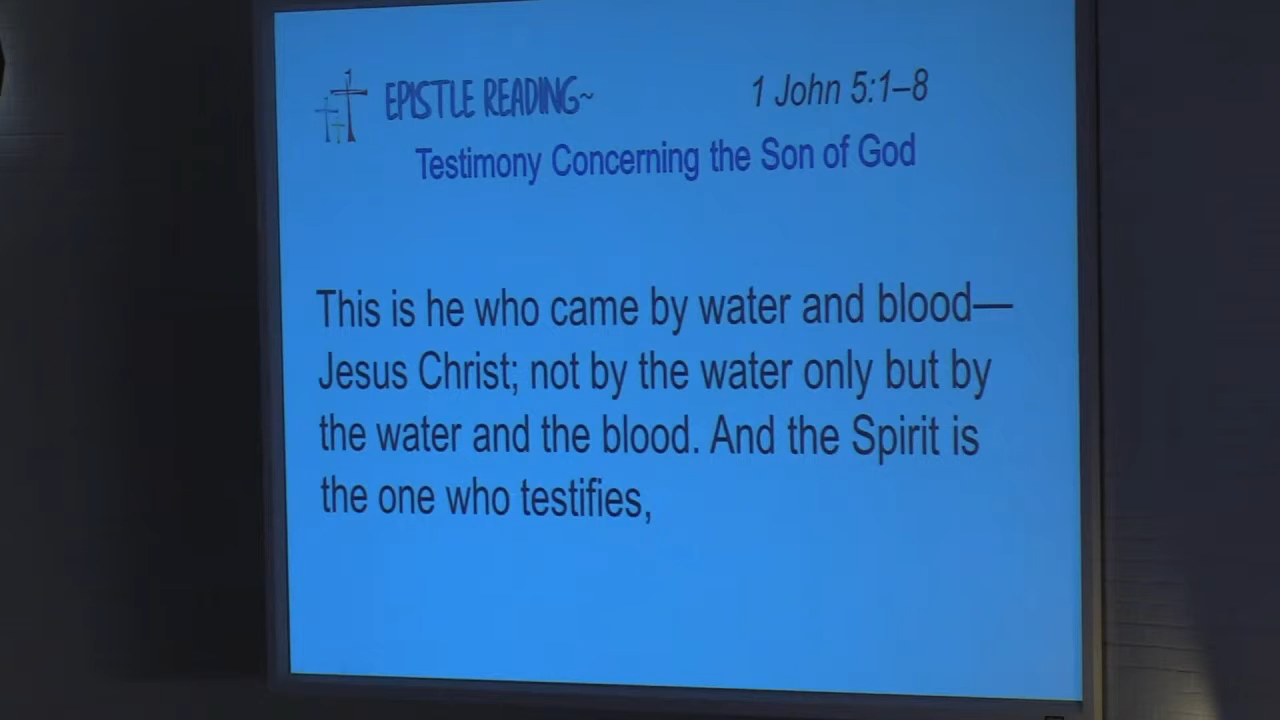 EPISTLE READING~ 1 John 5:1–8
Testimony Concerning the Son of God
This is he who came by water and blood—
Jesus Christ; not by the water only but by
the water and the blood. And the Spirit is
the one who testifies,